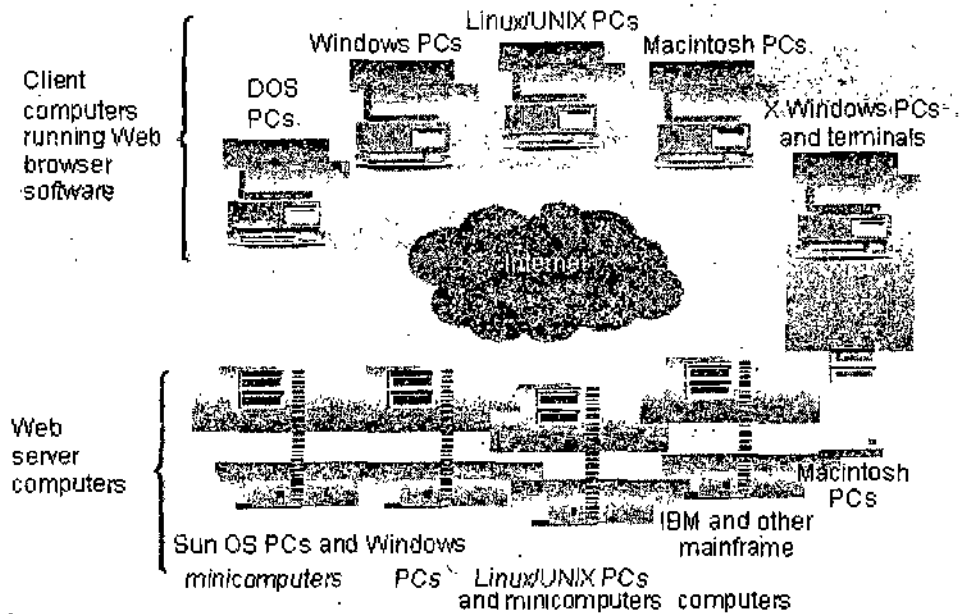 Linux/UNIX PCs
Windows PCs
Macintosh PCs.
Client
computers
running Web
browser
software
DOS
PCs.
X-Windows PCs
and terminals
Internet
Web
server
computers
Macintosh
PCs
Sun OS PCs and Windows
IBM and other
mainframe
minicomputers PCs Linux/UNIX PCs
and minicomputers computers